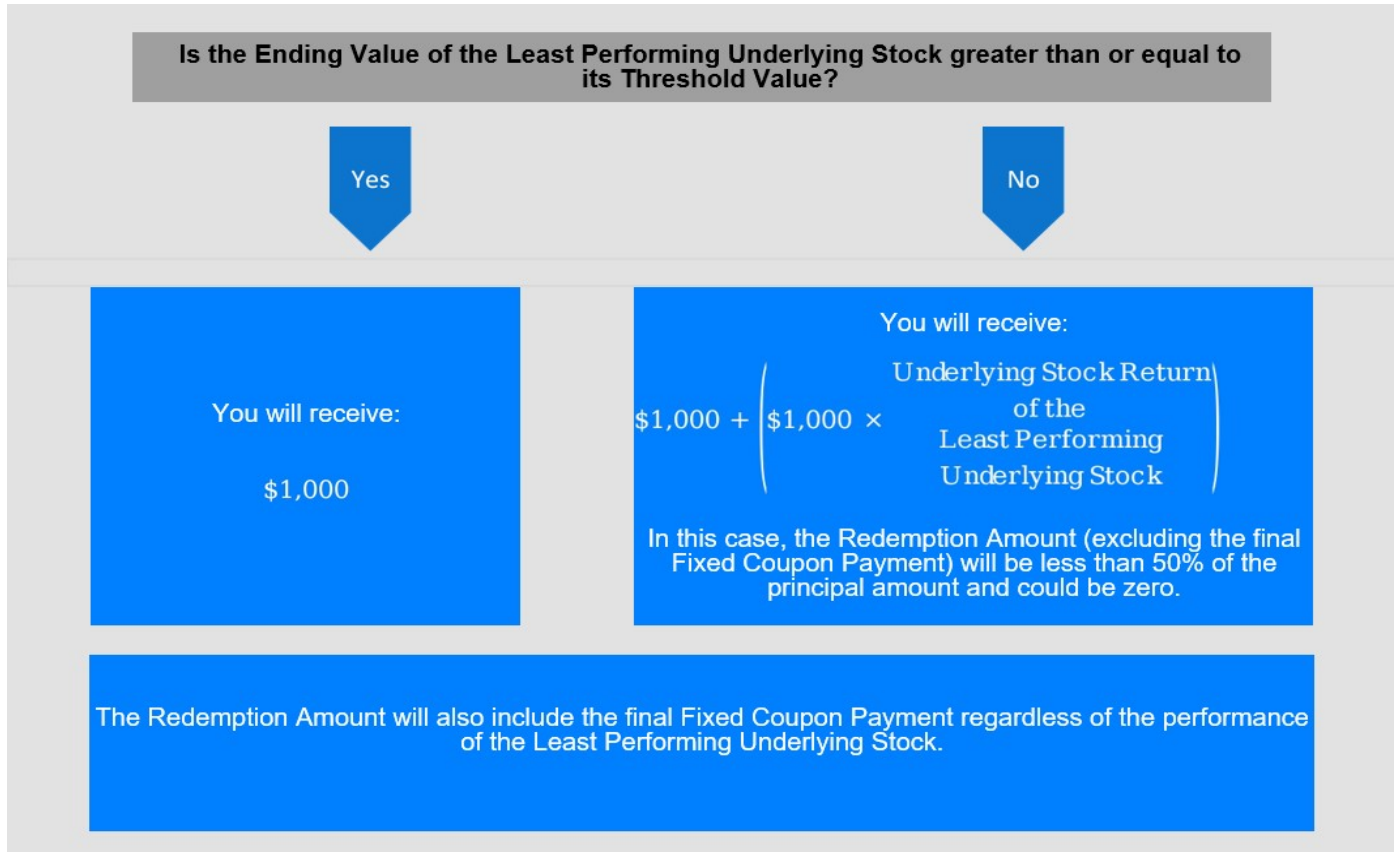 Is the Ending Value of the Least Performing Underlying Stock greater than or equal to
its Threshold Value?
Yes
No
You will receive:
$1,000
You will receive:
$1,000 + ($1,000 × Underlying Stock Return
of the
Least Performing
Underlying Stock)
In this case, the Redemption Amount (excluding the final
Fixed Coupon Payment) will be less than 50% of the
principal amount and could be zero.
The Redemption Amount will also include the final Fixed Coupon Payment regardless of the performance
of the Least Performing Underlying Stock.